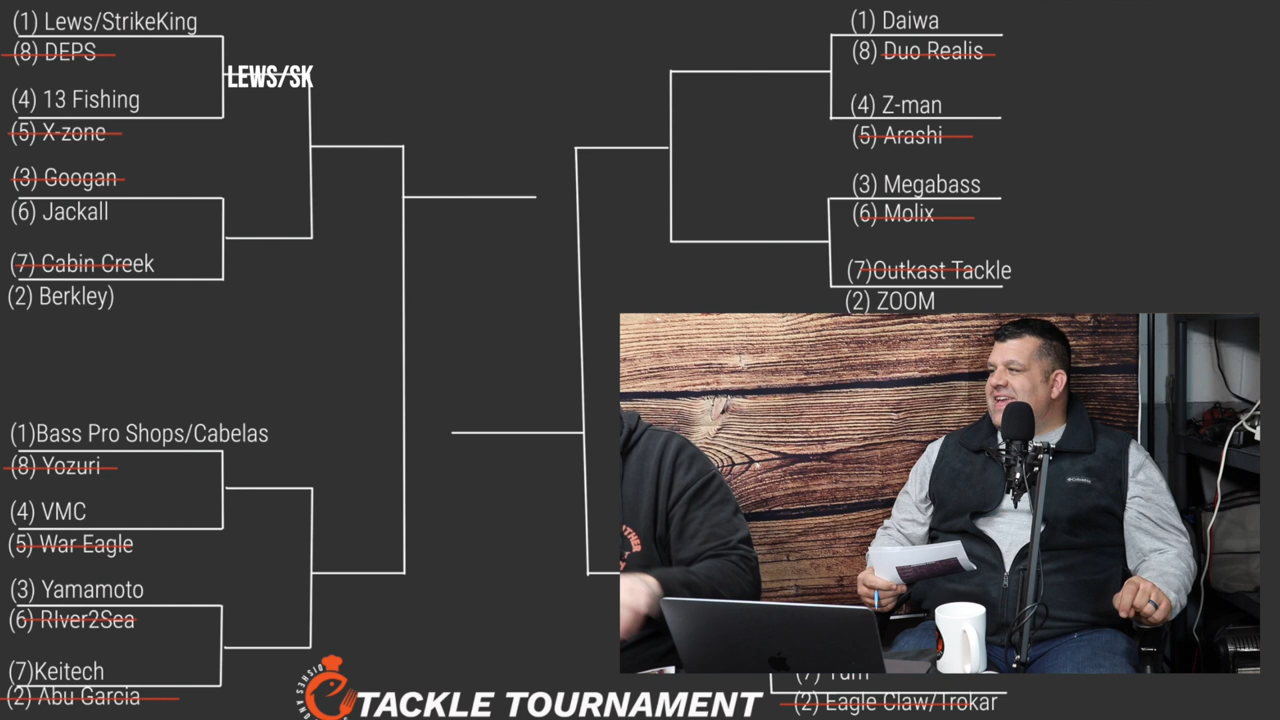 (1) Lews/StrikeKing
(8) DEPS
LEWS/SK
(4) 13 Fishing
(5) X-zone
(3) Googan
(6) Jackall
(7) Cabin Creek
(2) Berkley)
(1)Bass Pro Shops/Cabelas
(8) Yozuri
(4) VMC
(5) War Eagle
(3) Yamamoto
(6) RIver2Sea
(7)Keitech
(2) Abu Garcia
(1) Daiwa
(8) Duo Realis
(4) Z-man
(5) Arashi
(3) Megabass
(6) Molix
(7)Outkast Tackle
(2) ZOOM
Columbia
(2) Eagle Claw/Trokar
TACKLE TOURNAMENT